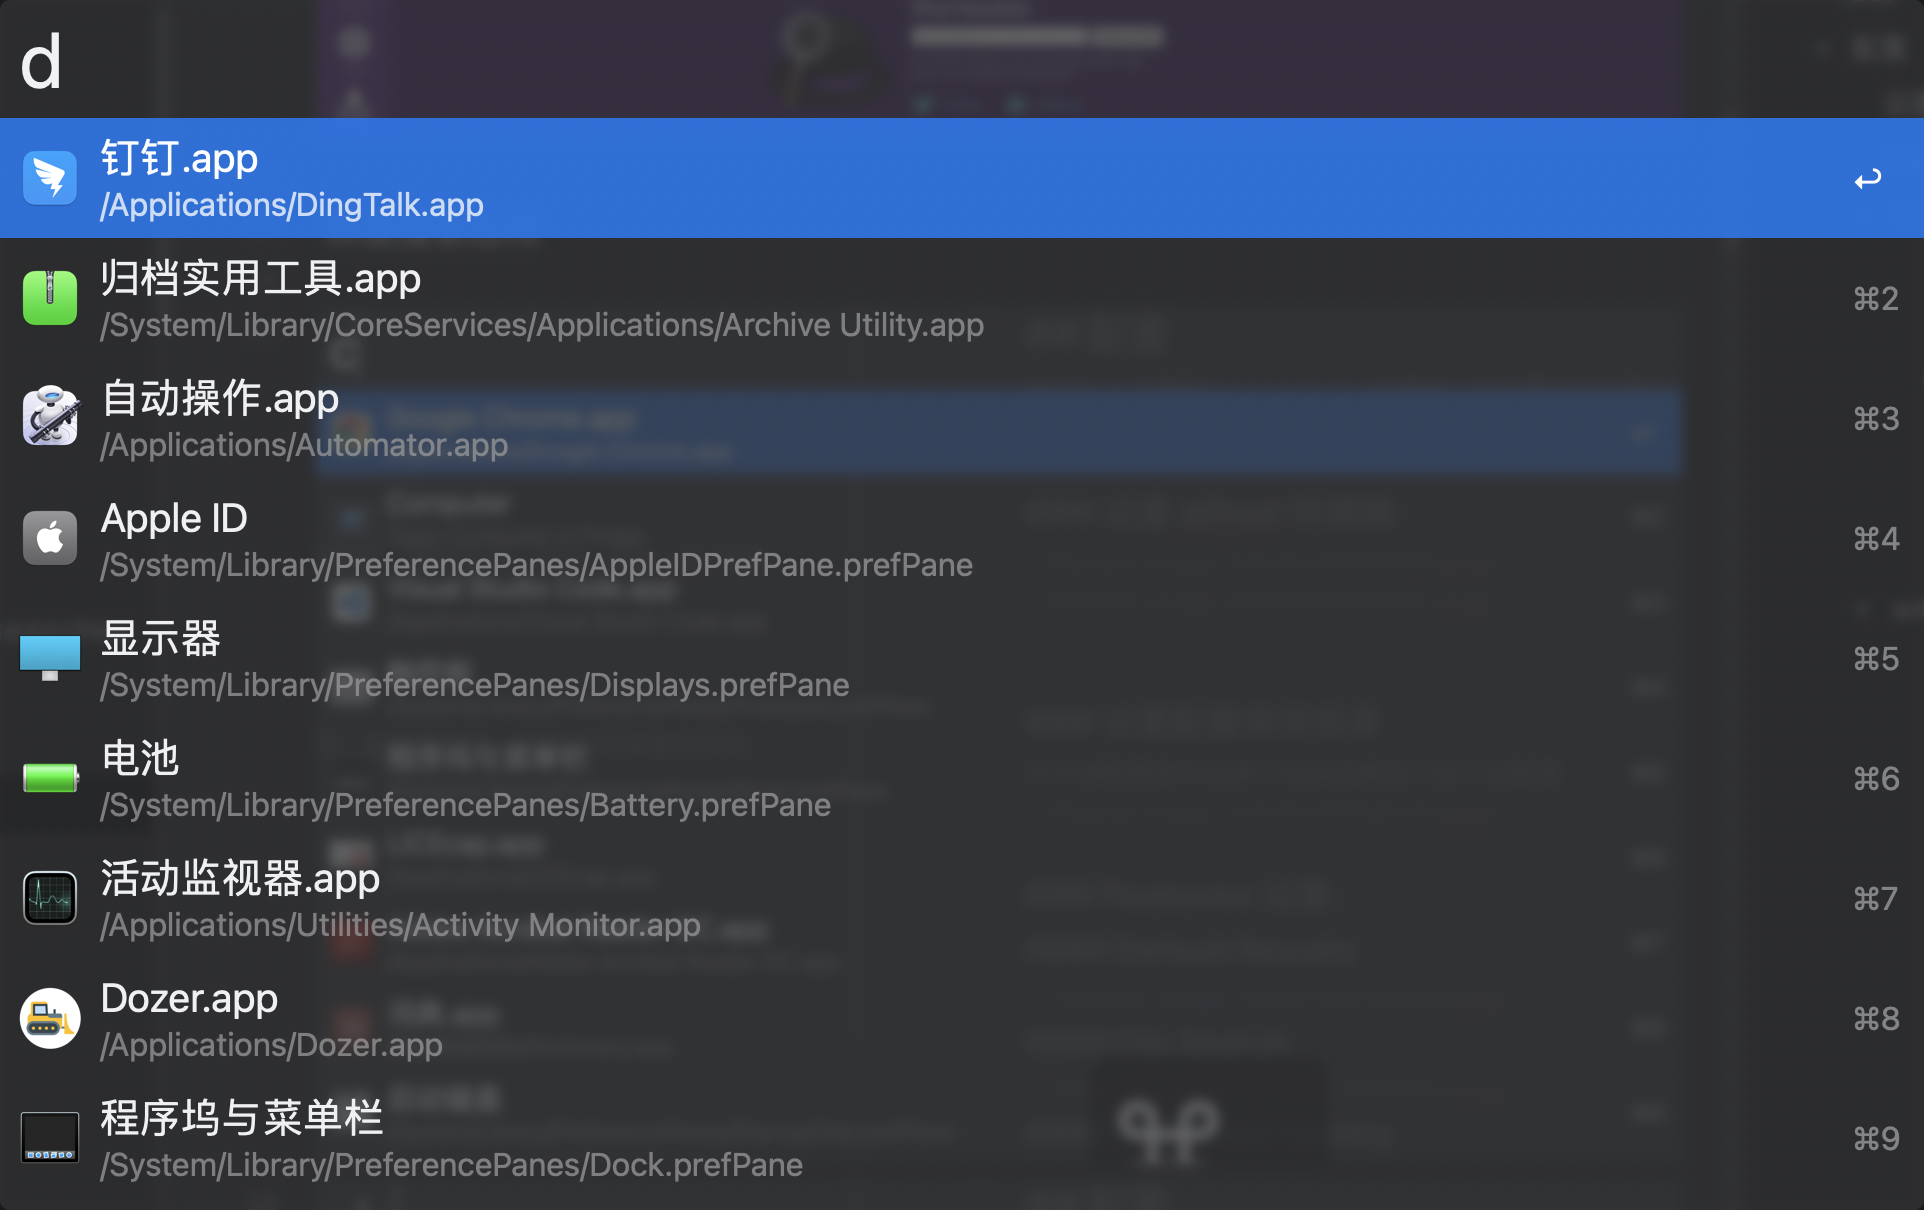 d
钉钉.app
/Applications/DingTalk.app
归档实用工具.app
/System/Library/CoreServices/Applications/Archive Utility.app
⌘2
自动操作.app
/Applications/Automator.app
⌘3
Apple ID
/System/Library/PreferencePanes/AppleIDPrefPane.prefPane
⌘4
显示器
/System/Library/PreferencePanes/Displays.prefPane
⌘5
电池
/System/Library/PreferencePanes/Battery.prefPane
⌘6
活动监视器.app
/Applications/Utilities/Activity Monitor.app
⌘7
Dozer.app
/Applications/Dozer.app
⌘8
程序坞与菜单栏
/System/Library/PreferencePanes/Dock.prefPane
⌘9